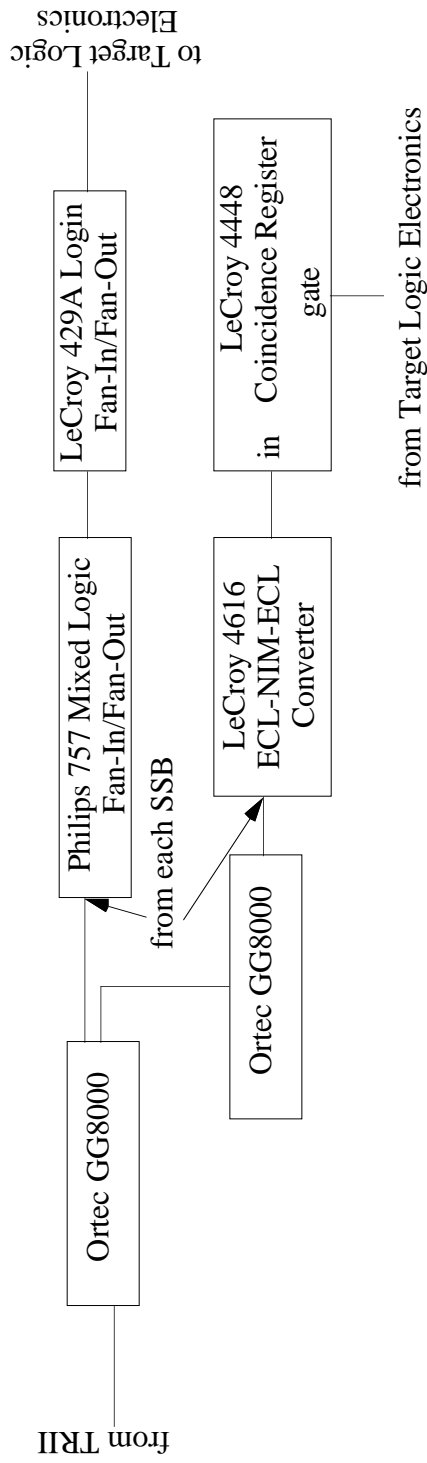 from TRII
Ortec GG8000
Ortec GG8000
from each SSB
Philips 757 Mixed Logic
Fan-In/Fan-Out
LeCroy 4616
ECL-NIM-ECL
Converter
LeCroy 429A Login
Fan-In/Fan-Out
LeCroy 4448
in Coincidence Register
gate
to Target Logic
Electronics
from Target Logic Electronics